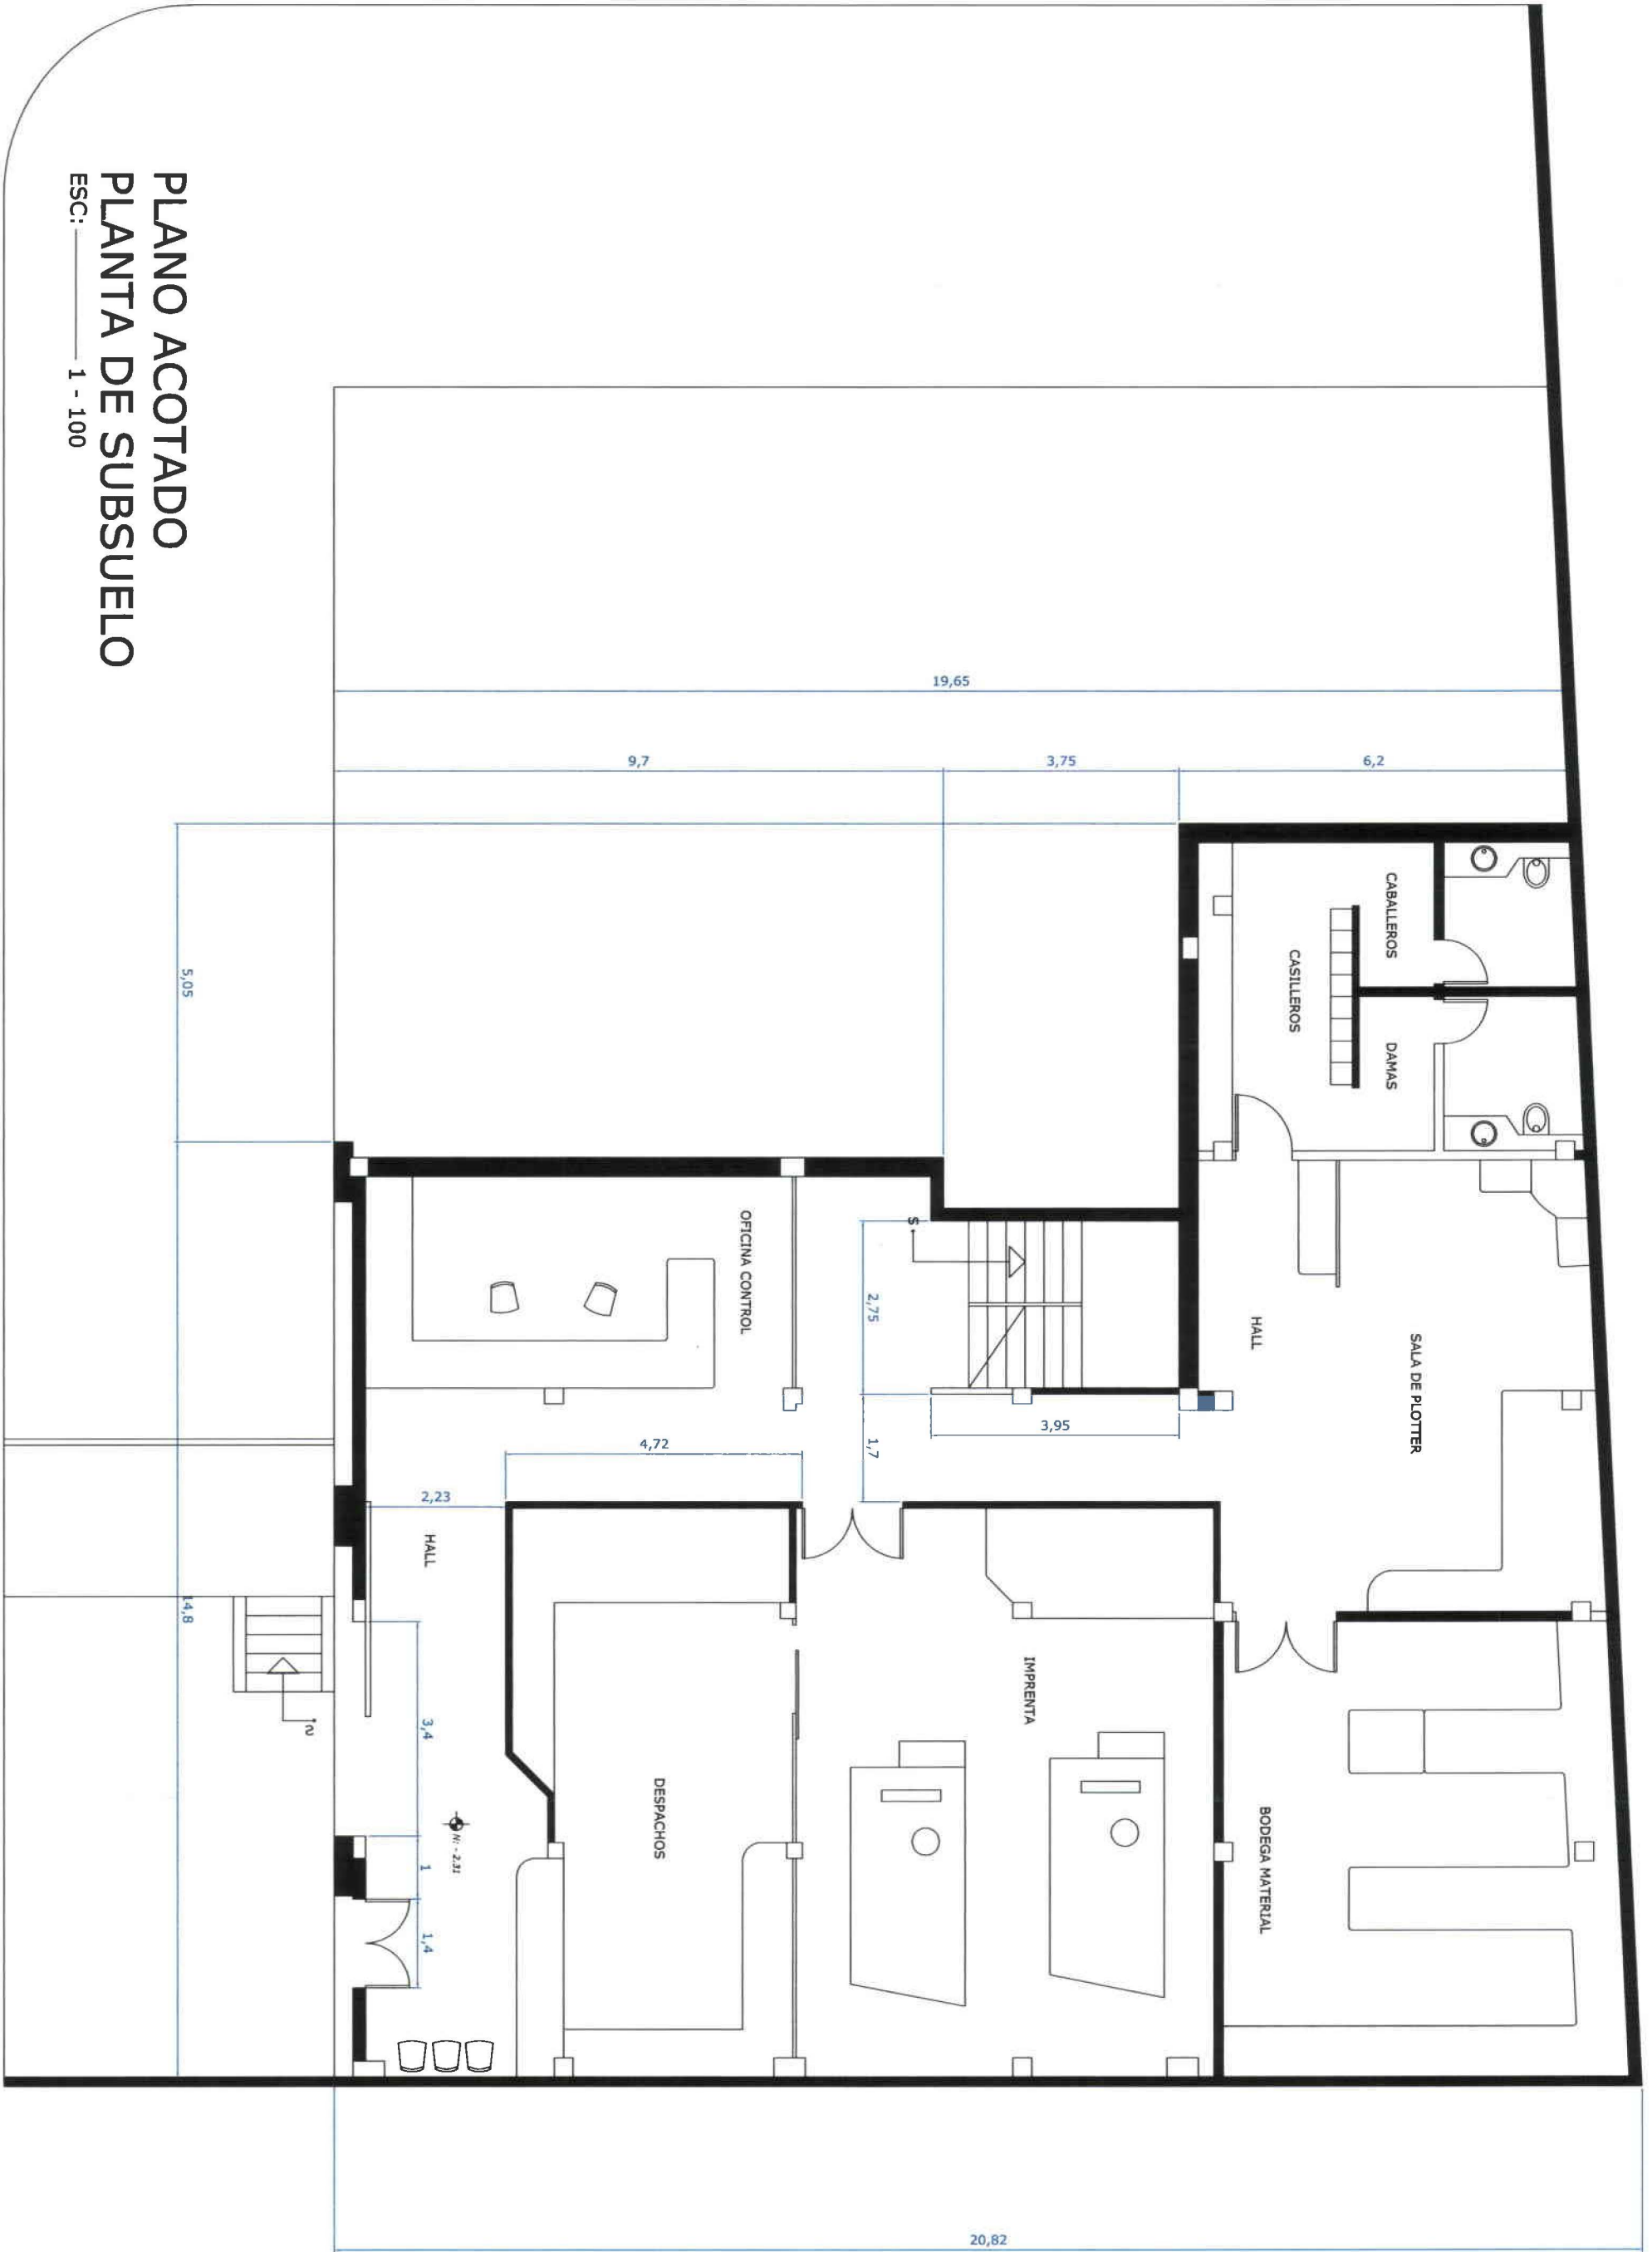 PLANO ACOTADO
PLANTA DE SUBSUELO
ESC: 1 - 100
19,65
9,7
3,75
6,2
5,05
14,8
CABALLEROS
CASILLEROS
DAMAS
OFICINA CONTROL
S
2,75
HALL
SALA DE PLOTTER
3,95
1,7
4,72
2,23
HALL
3,4
IMPRENTA
DESPACHOS
BODEGA MATERIAL
N: - 2.31
1
1,4
20,82